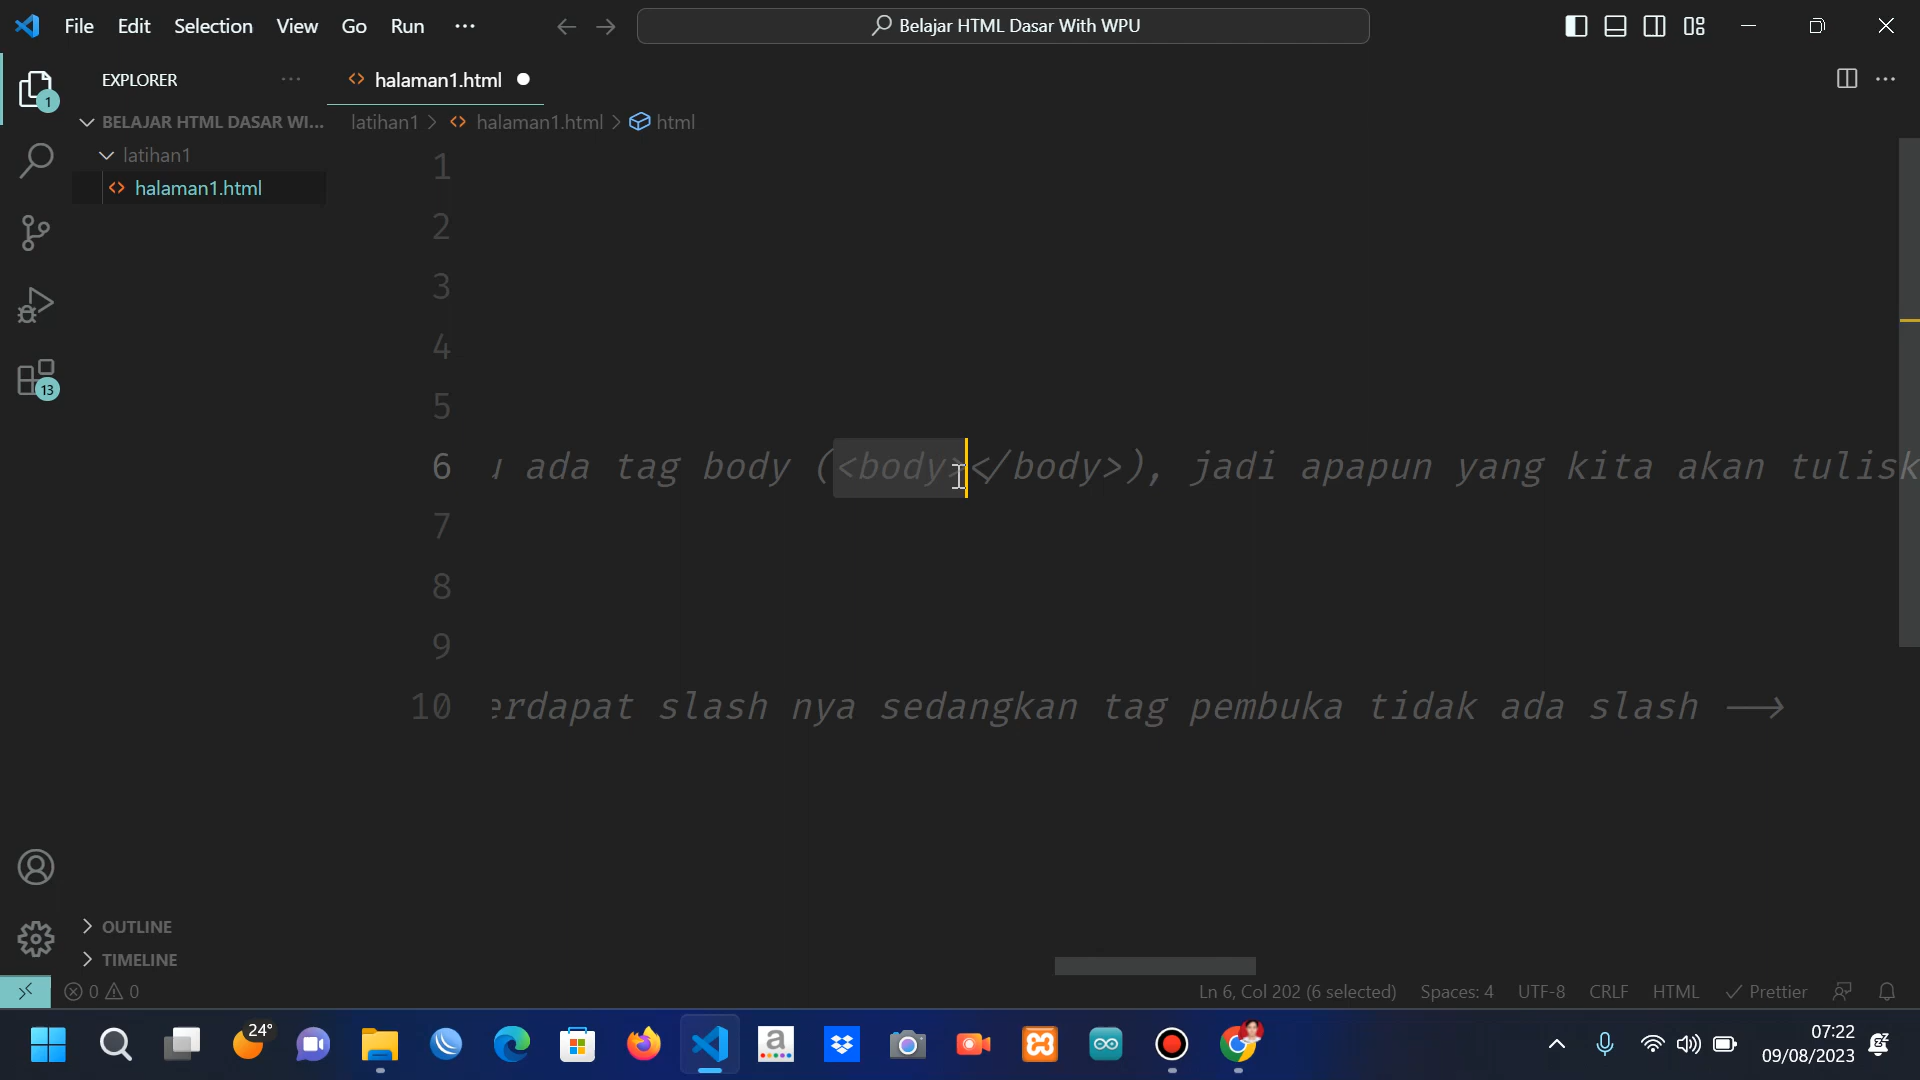 File Edit Selection View Go Run ···
Belajar HTML Dasar With WPU
EXPLORER
halaman1.html
BELAJAR HTML DASAR WI...
latihan1 > halaman1.html > html
latihan1
halaman1.html
1
2
3
4
5
6 ada tag body (<body></body>), jadi apapun yang kita akan tulisk
7
8
9
10 erdapat slash nya sedangkan tag pembuka tidak ada slash -->
1
13
OUTLINE
TIMELINE
0 0
Ln 6, Col 202 (6 selected) Spaces: 4 UTF-8 CRLF HTML Prettier
24°
a
07:22
09/08/2023